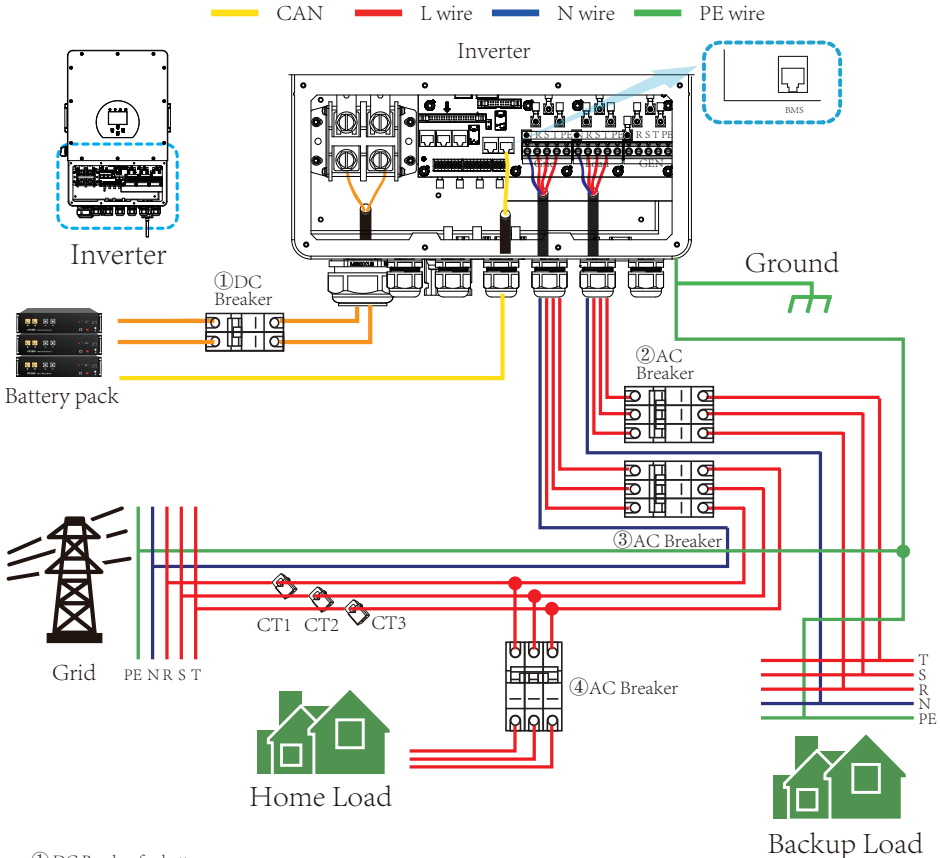 CAN L wire N wire PE wire
Inverter
BMS
R S T PE R S T PE R S T PE
GEN
Inverter
Ground
①DC
Breaker
②AC
Breaker
Battery pack
③AC Breaker
CT1 CT2 CT3
Grid PE N R S T
④AC Breaker
T
S
R
N
PE
Home Load
Backup Load